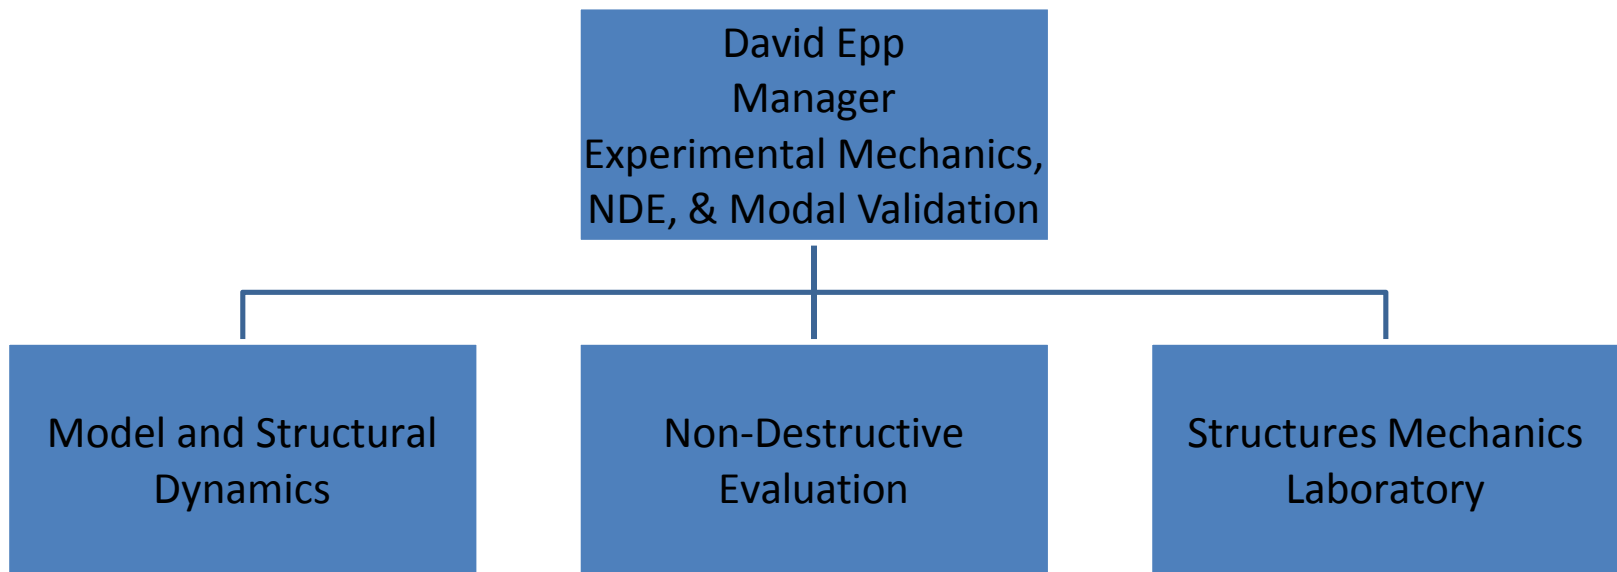 David Epp
Manager
Experimental Mechanics,
NDE, & Modal Validation
Model and Structural
Dynamics
Non-Destructive
Evaluation
Structures Mechanics
Laboratory